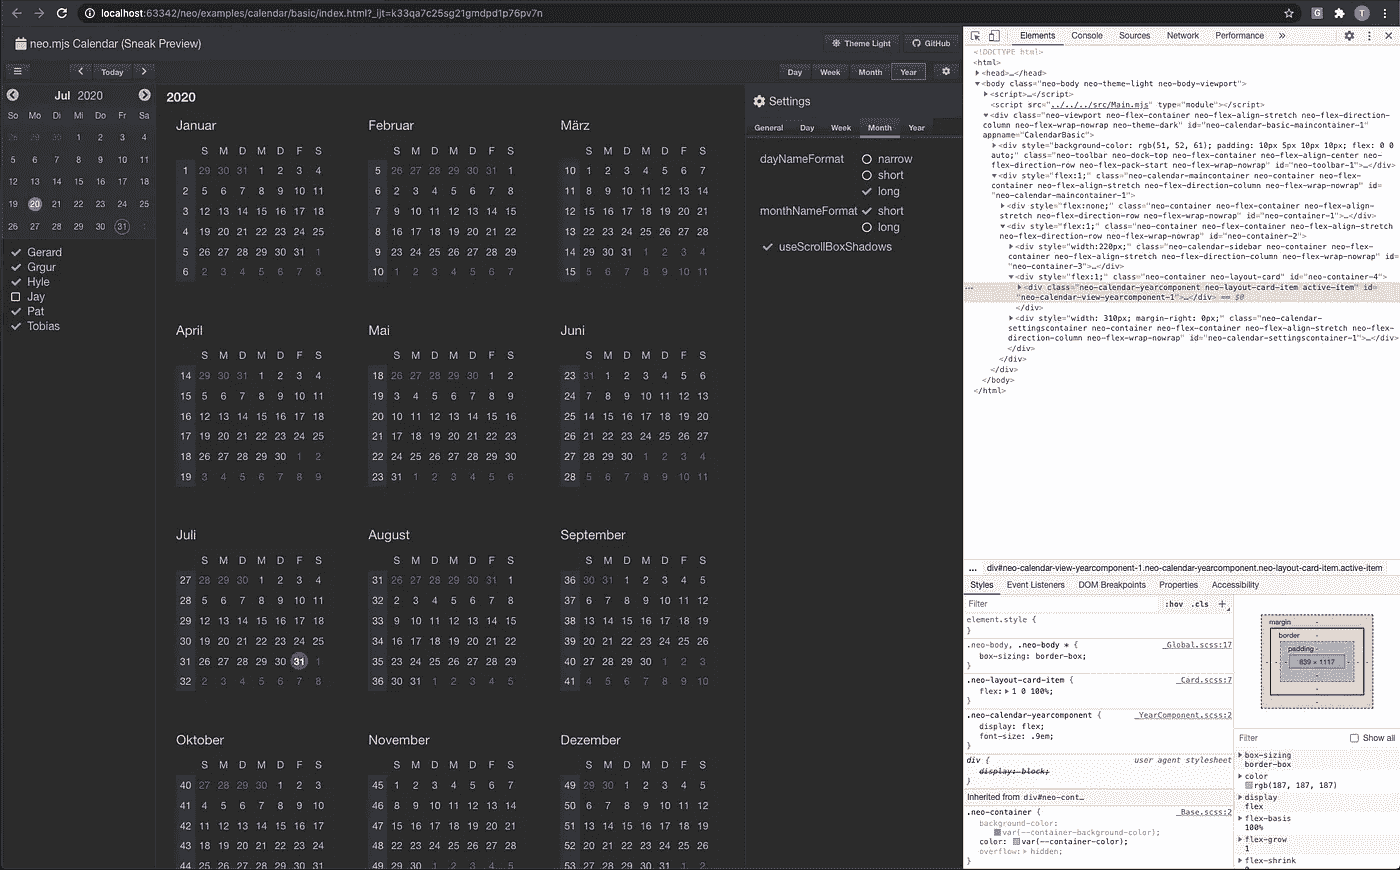 localhost:63342/neo/examples/calendar/basic/index.html?_ijt=k33qa7c25sg21gmdpd1p76pv7n
G
T
neo.mjs Calendar (Sneak Preview)
Theme Light
GitHub
Today
Day Week Month Year
Jul 2020
So Mo Di Mi Do Fr Sa
28 29 30 1 2 3 4
5 6 7 8 9 10 11
12 13 14 15 16 17 18
19 20 21 22 23 24 25
26 27 28 29 30 31 1
Gerard
Grgur
Hyle
Jay
Pat
Tobias
2020
Januar
S M D M D F S
1 29 30 31 1 2 3 4
2 5 6 7 8 9 10 11
3 12 13 14 15 16 17 18
4 19 20 21 22 23 24 25
5 26 27 28 29 30 31 1
6 2 3 4 5 6 7 8
Februar
S M D M D F S
5 26 27 28 29 30 31 1
6 2 3 4 5 6 7 8
7 9 10 11 12 13 14 15
8 16 17 18 19 20 21 22
9 23 24 25 26 27 28 29
10 1 2 3 4 5 6 7
März
S M D M D F S
10 1 2 3 4 5 6 7
11 8 9 10 11 12 13 14
12 15 16 17 18 19 20 21
13 22 23 24 25 26 27 28
14 29 30 31 1 2 3 4
15 5 6 7 8 9 10 11
April
S M D M D F S
14 29 30 31 1 2 3 4
15 5 6 7 8 9 10 11
16 12 13 14 15 16 17 18
17 19 20 21 22 23 24 25
18 26 27 28 29 30 1 2
19 3 4 5 6 7 8 9
Mai
S M D M D F S
18 26 27 28 29 30 1 2
19 3 4 5 6 7 8 9
20 10 11 12 13 14 15 16
21 17 18 19 20 21 22 23
22 24 25 26 27 28 29 30
23 31 1 2 3 4 5 6
Juni
S M D M D F S
23 31 1 2 3 4 5 6
24 7 8 9 10 11 12 13
25 14 15 16 17 18 19 20
26 21 22 23 24 25 26 27
27 28 29 30 1 2 3 4
28 5 6 7 8 9 10 11
Juli
S M D M D F S
27 28 29 30 1 2 3 4
28 5 6 7 8 9 10 11
29 12 13 14 15 16 17 18
30 19 20 21 22 23 24 25
31 26 27 28 29 30 31 1
32 2 3 4 5 6 7 8
August
S M D M D F S
31 26 27 28 29 30 31 1
32 2 3 4 5 6 7 8
33 9 10 11 12 13 14 15
34 16 17 18 19 20 21 22
35 23 24 25 26 27 28 29
36 30 31 1 2 3 4 5
September
S M D M D F S
36 30 31 1 2 3 4 5
37 6 7 8 9 10 11 12
38 13 14 15 16 17 18 19
39 20 21 22 23 24 25 26
40 27 28 29 30 1 2 3
41 4 5 6 7 8 9 10
Oktober
S M D M D F S
40 27 28 29 30 1 2 3
41 4 5 6 7 8 9 10
42 11 12 13 14 15 16 17
43 18 19 20 21 22 23 24
44 25 26 27 28 29 30 31
November
S M D M D F S
45 1 2 3 4 5 6 7
46 8 9 10 11 12 13 14
47 15 16 17 18 19 20 21
48 22 23 24 25 26 27 28
49 29 30 1 2 3 4 5
Dezember
S M D M D F S
49 29 30 1 2 3 4 5
50 6 7 8 9 10 11 12
51 13 14 15 16 17 18 19
52 20 21 22 23 24 25 26
53 27 28 29 30 31 1 2
Settings
General Day Week Month Year
dayNameFormat narrow
short
long
monthNameFormat short
long
useScrollBoxShadows
Elements Console Sources Network Performance »
<!DOCTYPE html>
<html>
<head>…</head>
<body class="neo-body neo-theme-light neo-body-viewport">
<script>…</script>
<script src="../../../src/Main.mjs" type="module"></script>
<div class="neo-viewport neo-flex-container neo-flex-align-stretch neo-flex-direction-
column neo-flex-wrap-nowrap neo-theme-dark" id="neo-calendar-basic-maincontainer-1"
appname="CalendarBasic">
<div style="background-color: rgb(51, 52, 61); padding: 10px 5px 10px 10px; flex: 0 0
auto;" class="neo-toolbar neo-dock-top neo-flex-container neo-flex-align-center
neo-flex-direction-row neo-flex-pack-start neo-flex-wrap-nowrap" id="neo-toolbar-1">…</div>
<div style="flex:1;" class="neo-calendar-maincontainer neo-container neo-flex-
container neo-flex-align-stretch neo-flex-direction-column neo-flex-wrap-nowrap"
id="neo-calendar-maincontainer-1">
<div style="flex:none;" class="neo-container neo-flex-container neo-flex-align-
stretch neo-flex-direction-row neo-flex-wrap-nowrap" id="neo-container-1">…</div>
<div style="flex:1;" class="neo-container neo-flex-container neo-flex-align-stretch
neo-flex-direction-row neo-flex-wrap-nowrap" id="neo-container-2">
<div style="width:220px;" class="neo-calendar-sidebar neo-container neo-flex-
container neo-flex-align-stretch neo-flex-direction-column neo-flex-wrap-nowrap" id=
"neo-container-3">…</div>
<div style="flex:1;" class="neo-container neo-layout-card" id="neo-container-4">
… <div class="neo-calendar-yearcomponent neo-layout-card-item active-item" id=
"neo-calendar-view-yearcomponent-1">…</div> == $0
</div>
<div style="width: 310px; margin-right: 0px;" class="neo-calendar-
settingscontainer neo-container neo-flex-container neo-flex-align-stretch neo-flex-
direction-column neo-flex-wrap-nowrap" id="neo-calendar-settingscontainer-1">…</div>
</div>
</div>
</div>
</body>
</html>
… div#neo-calendar-view-yearcomponent-1.neo-calendar-yearcomponent.neo-layout-card-item.active-item
Styles Event Listeners DOM Breakpoints Properties Accessibility
Filter :hov .cls +
element.style {
}
.neo-body, .neo-body * { _Global.scss:17
box-sizing: border-box;
}
.neo-layout-card-item { _Card.scss:7
flex: 1 0 100%;
}
.neo-calendar-yearcomponent { _YearComponent.scss:2
display: flex;
font-size: .9em;
}
div { user agent stylesheet
display: block;
}
Inherited from div#neo-cont…
.neo-container { _Base.scss:2
background-color:
var(--container-background-color);
color: var(--container-color);
overflow: hidden;
}
margin -
border -
padding -
839 × 1117
Filter Show all
box-sizing
border-box
color
rgb(187, 187, 187)
display
flex
flex-basis
100%
flex-grow
1
flex-shrink